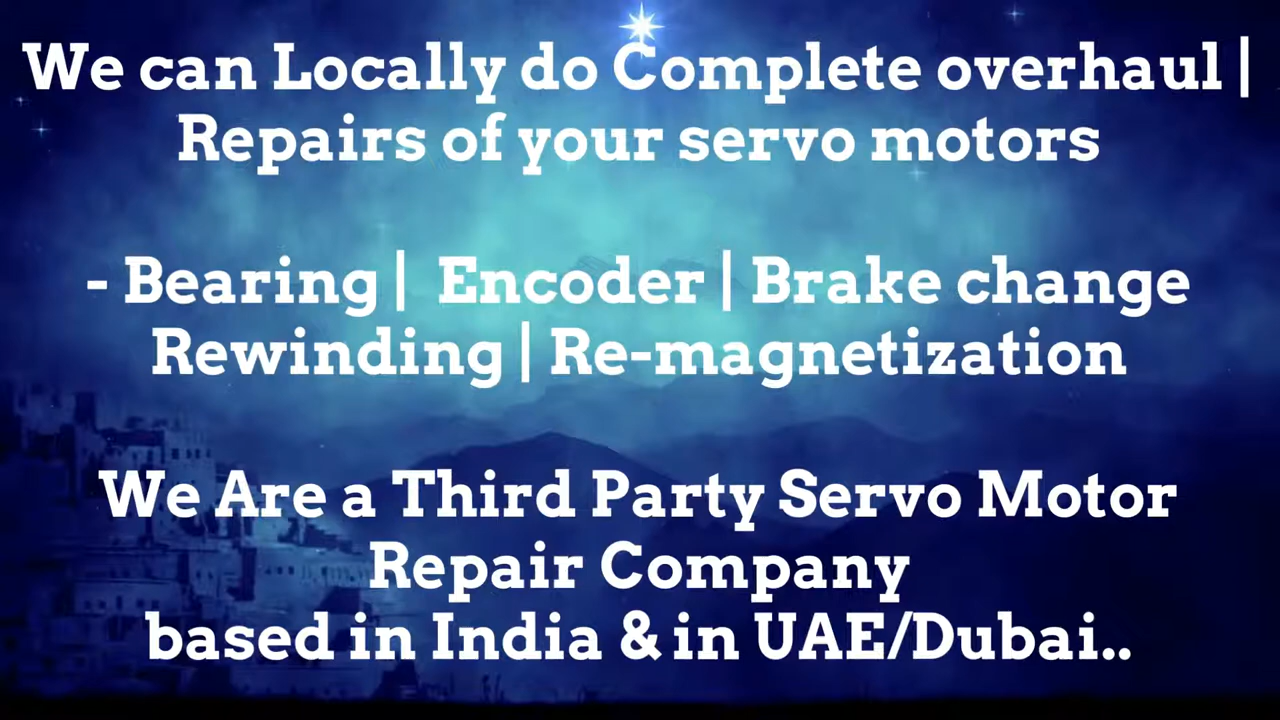 We can Locally do Complete overhaul |
Repairs of your servo motors
- Bearing | Encoder | Brake change
Rewinding | Re-magnetization
We Are a Third Party Servo Motor
Repair Company
based in India & in UAE/Dubai..